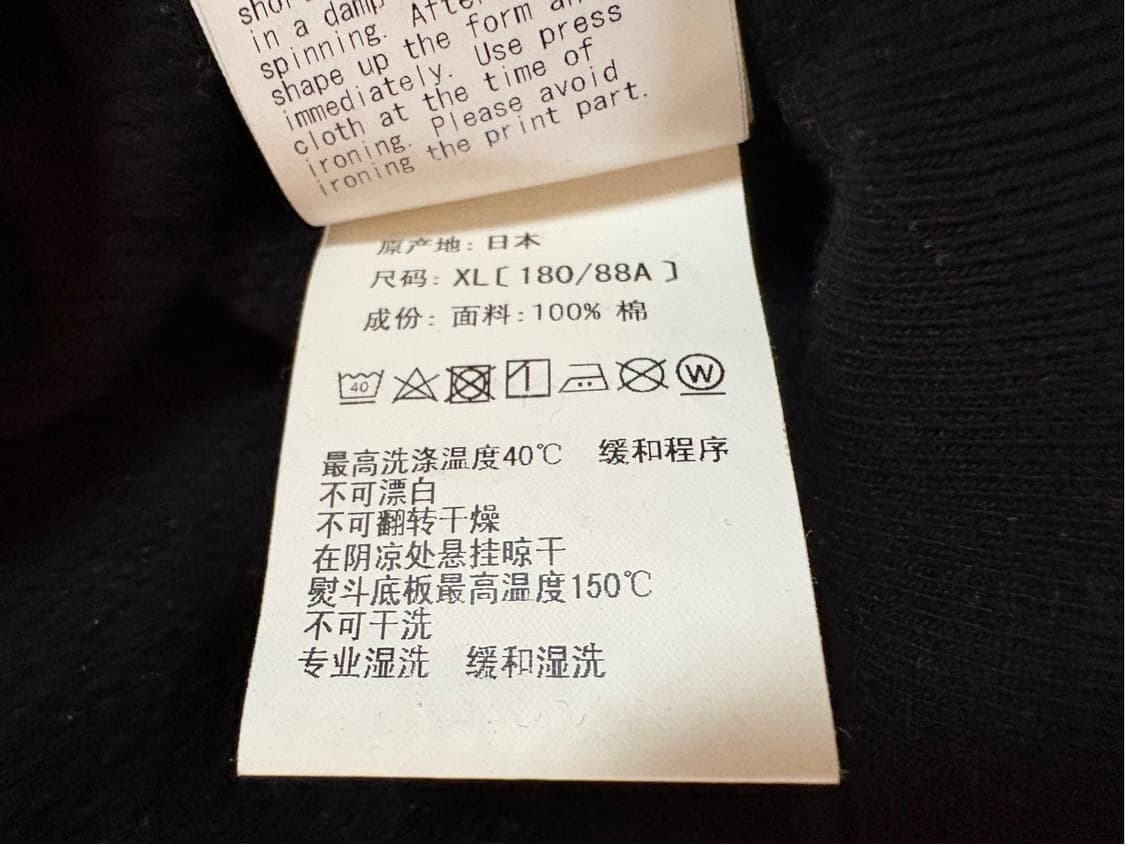 in a damp
spinning.
shape up the form
immediately. Use press
cloth at the time of
ironing. Please avoid
ironing the print part.
原产地: 日本
尺码: XL[ 180/88A ]
成份: 面料:100% 棉
40 W
最高洗涤温度40℃ 缓和程序
不可漂白
不可翻转干燥
在阴凉处悬挂晾干
熨斗底板最高温度150℃
不可干洗
专业湿洗 缓和湿洗